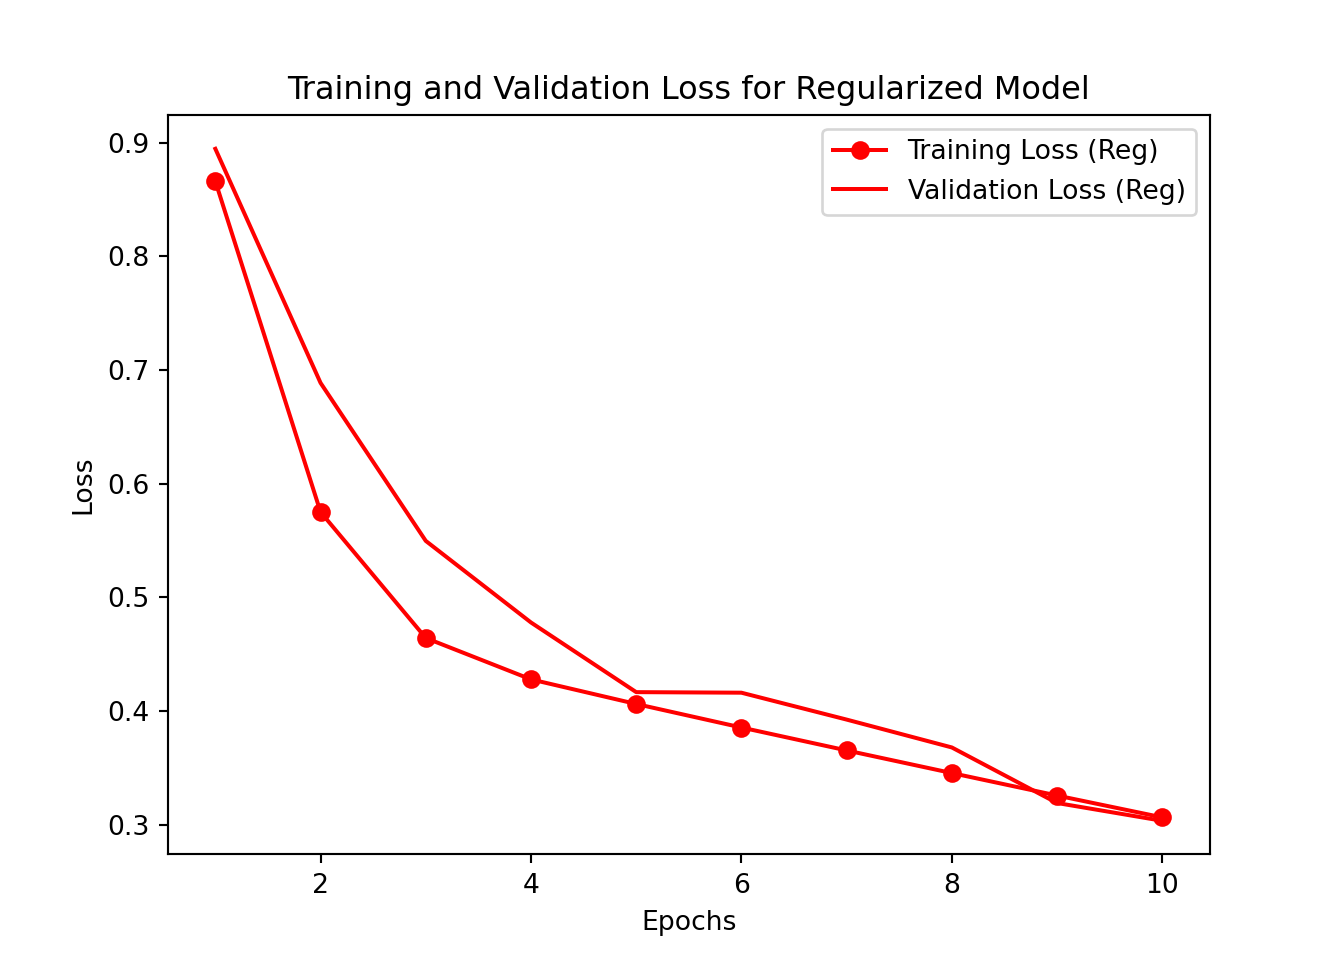 Training and Validation Loss for Regularized Model
Training Loss (Reg)
Validation Loss (Reg)
Loss
0.9
0.8
0.7
0.6
0.5
0.4
0.3
2 4 6 8 10
Epochs